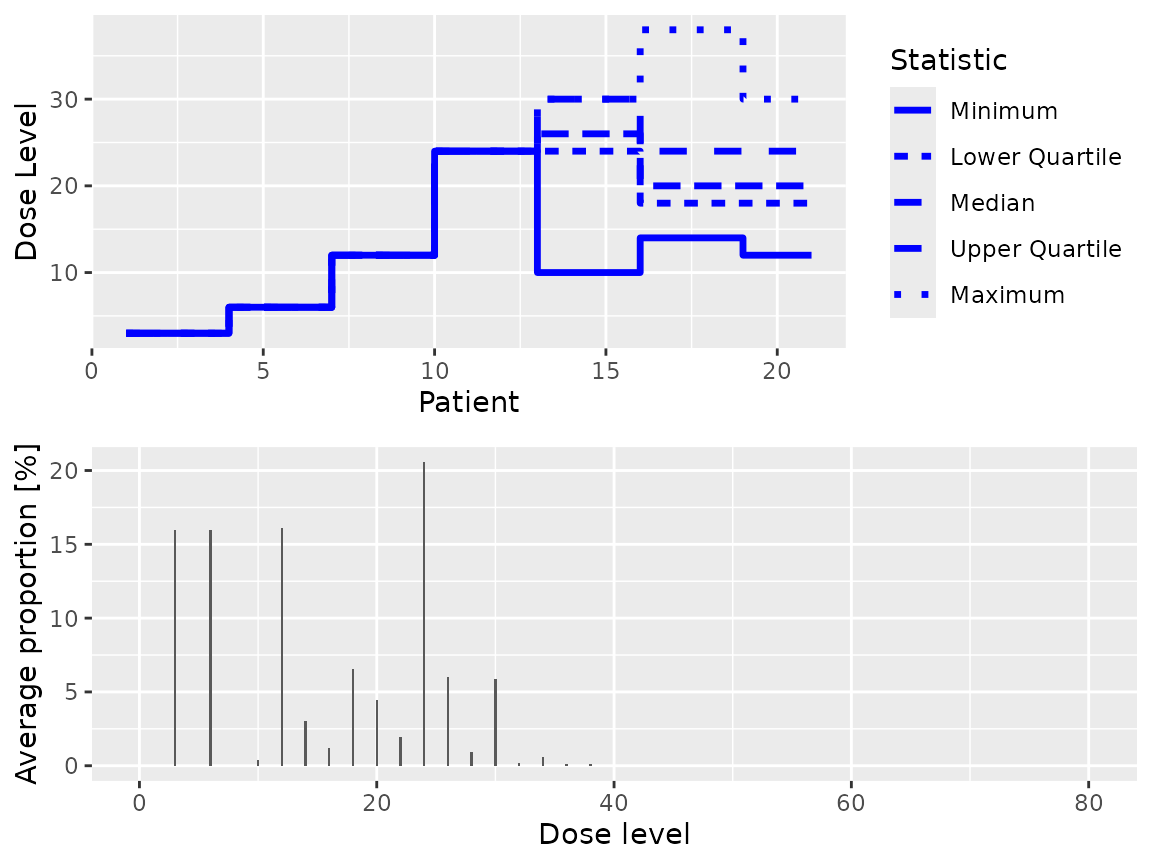 Dose Level
30
20
10
0 5 10 15 20
Patient
Statistic
Minimum
Lower Quartile
Median
Upper Quartile
Maximum
Average proportion [%]
20
15
10
5
0
0 20 40 60 80
Dose level